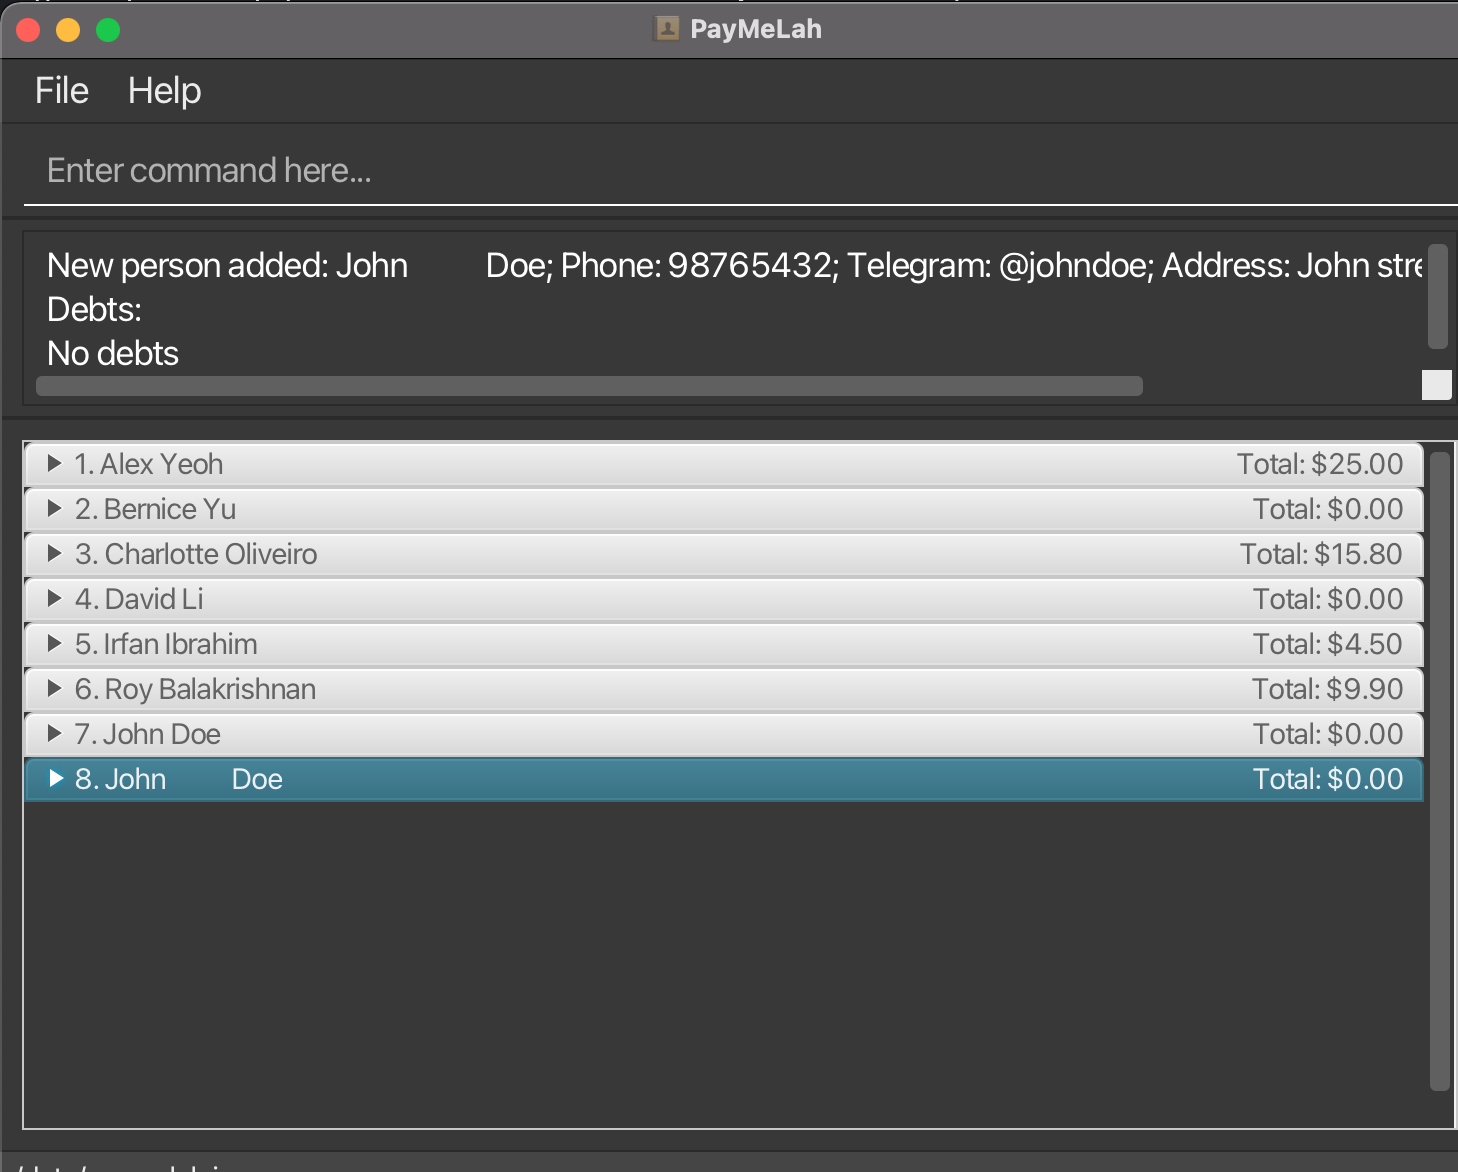 PayMeLah
File Help
Enter command here...
New person added: John        Doe; Phone: 98765432; Telegram: @johndoe; Address: John
Debts:
No debts
1. Alex Yeoh Total: $25.00
2. Bernice Yu Total: $0.00
3. Charlotte Oliveiro Total: $15.80
4. David Li Total: $0.00
5. Irfan Ibrahim Total: $4.50
6. Roy Balakrishnan Total: $9.90
7. John Doe Total: $0.00
8. John        Doe Total: $0.00